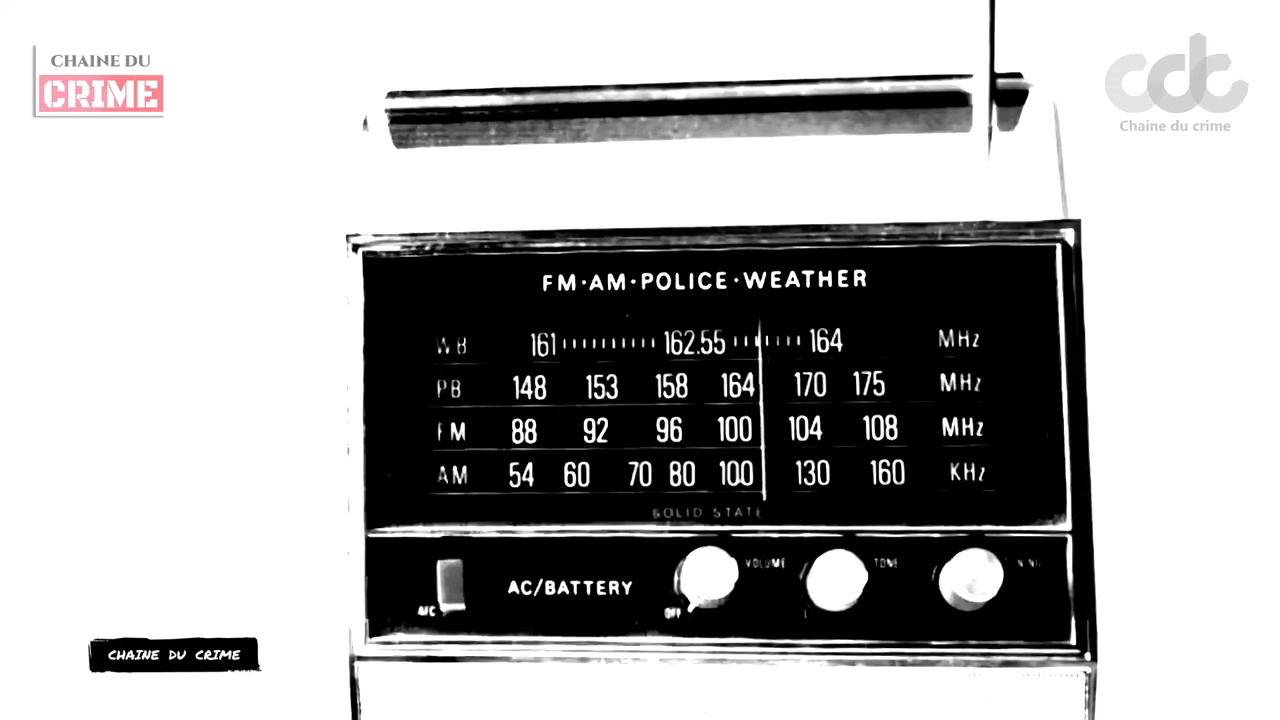 CHAINE DU
CRIME
cdc
Chaine du crime
FM·AM·POLICE·WEATHER
WB 161 162.55 164 MHz
PB 148 153 158 164 170 175 MHz
FM 88 92 96 100 104 108 MHz
AM 54 60 70 80 100 130 160 KHz
SOLID STATE
AFC AC/BATTERY OFF VOLUME TONE
CHAINE DU CRIME